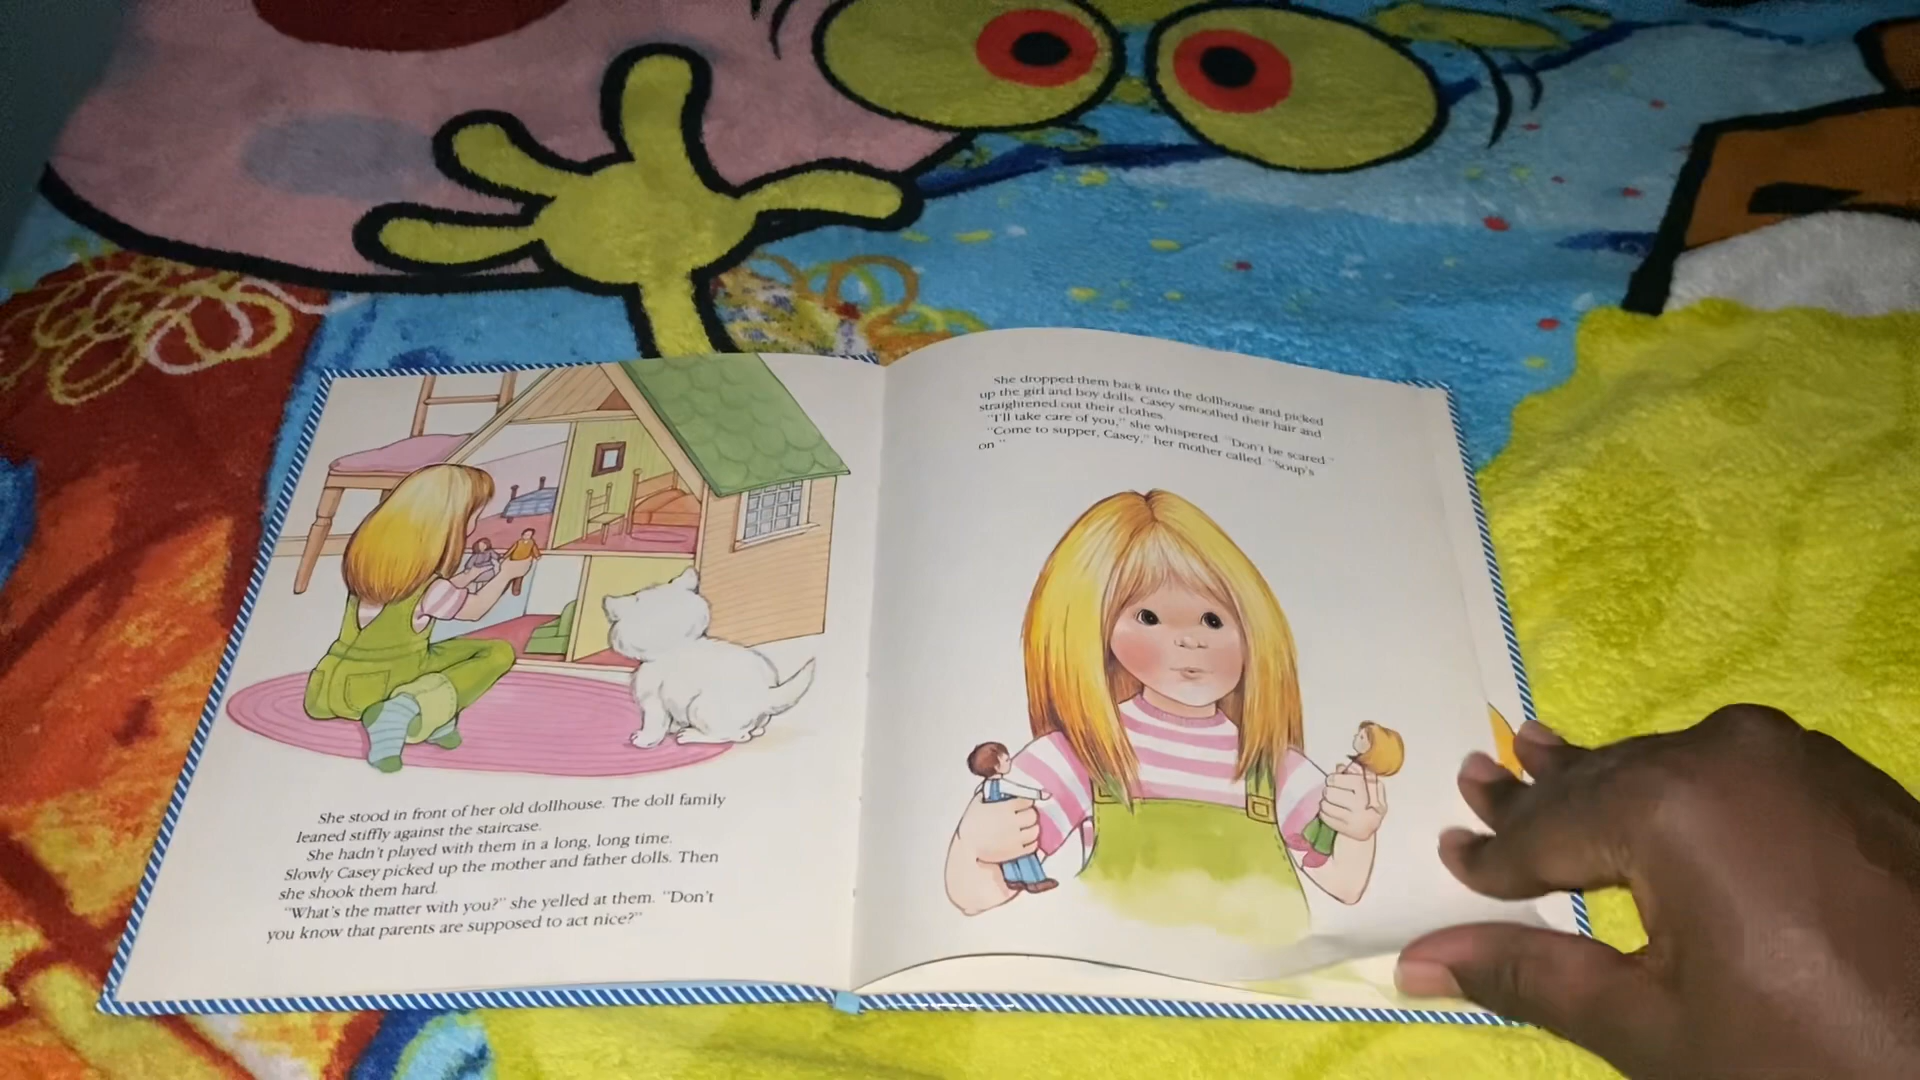 She stood in front of her old dollhouse. The doll family
leaned stiffly against the staircase.
She hadn't played with them in a long, long time.
Slowly Casey picked up the mother and father dolls. Then
she shook them hard.
"What's the matter with you?" she yelled at them. "Don't
you know that parents are supposed to act nice?"
She dropped them back into the dollhouse and picked
up the girl and boy dolls. Casey smoothed their hair and
straightened out their clothes.
"I'll take care of you," she whispered. "Don't be scared."
"Come to supper, Casey," her mother called. "Soup's
on."